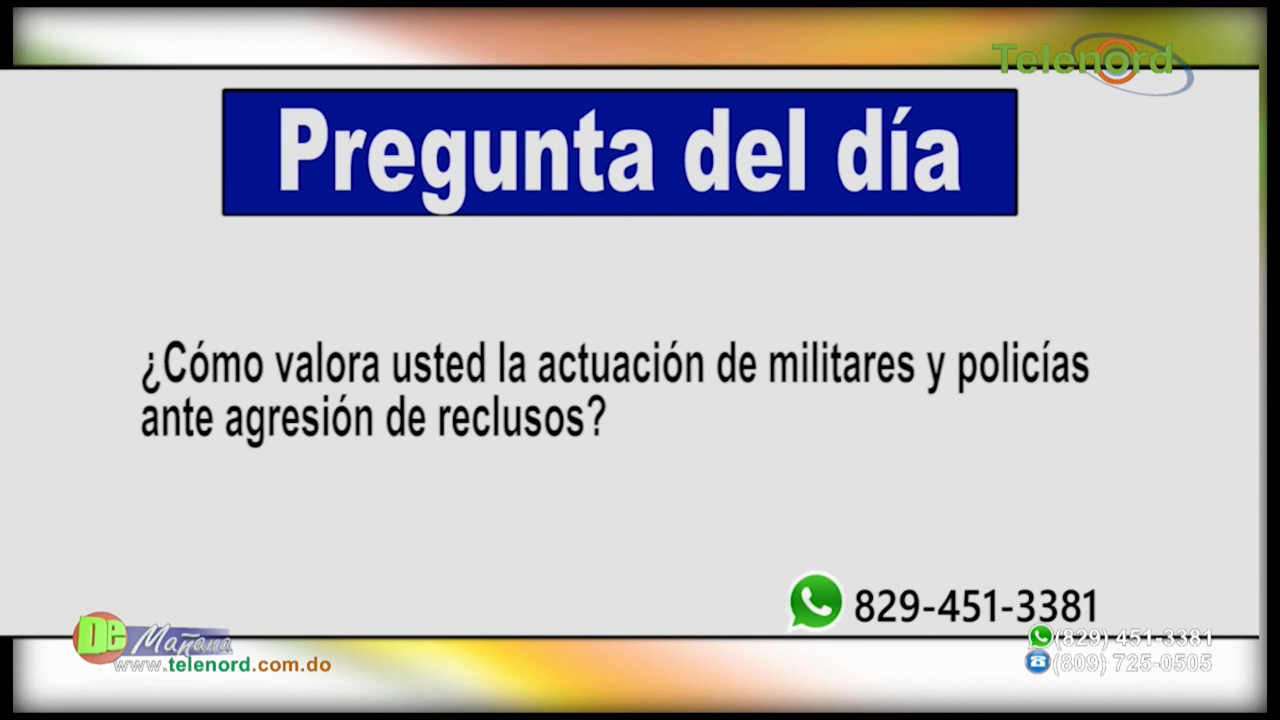 Telenord
Pregunta del día
¿Cómo valora usted la actuación de militares y policías
ante agresión de reclusos?
829-451-3381
De Mañana
(829) 451-3381
www.telenord.com.do
(809) 725-0505